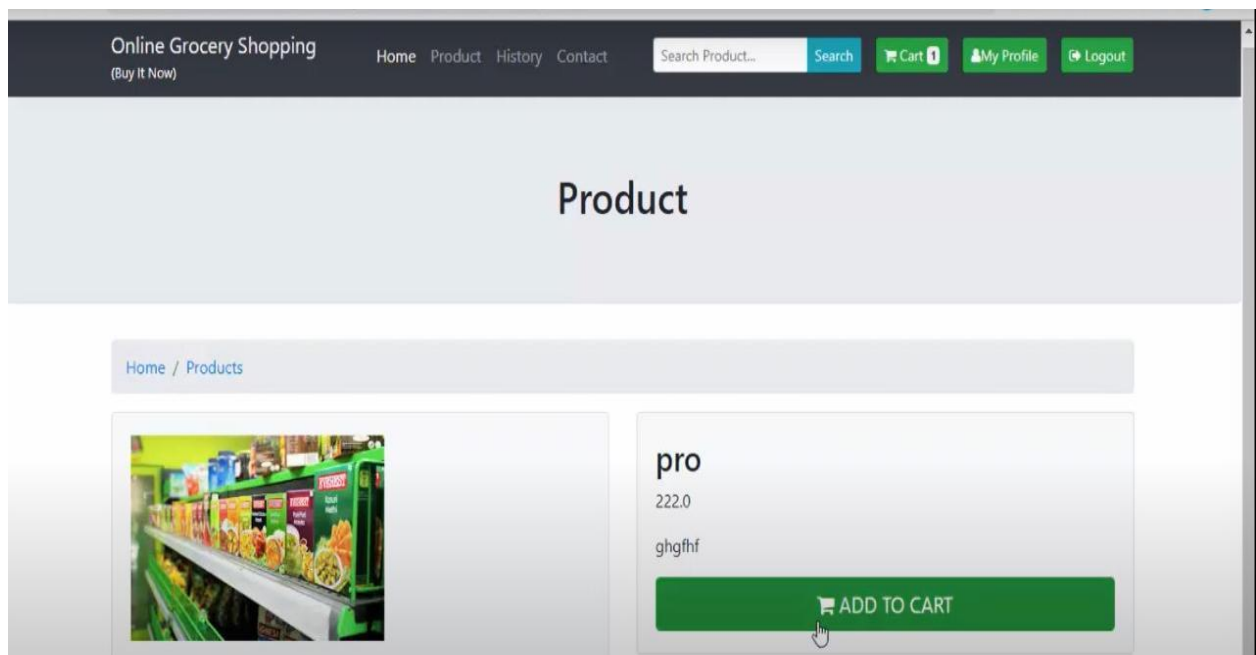 Online Grocery Shopping
(Buy It Now)
Home Product History Contact
Search Product...
Search
Cart 1
My Profile
Logout
Product
Home / Products
pro
222.0
ghgfhf
ADD TO CART